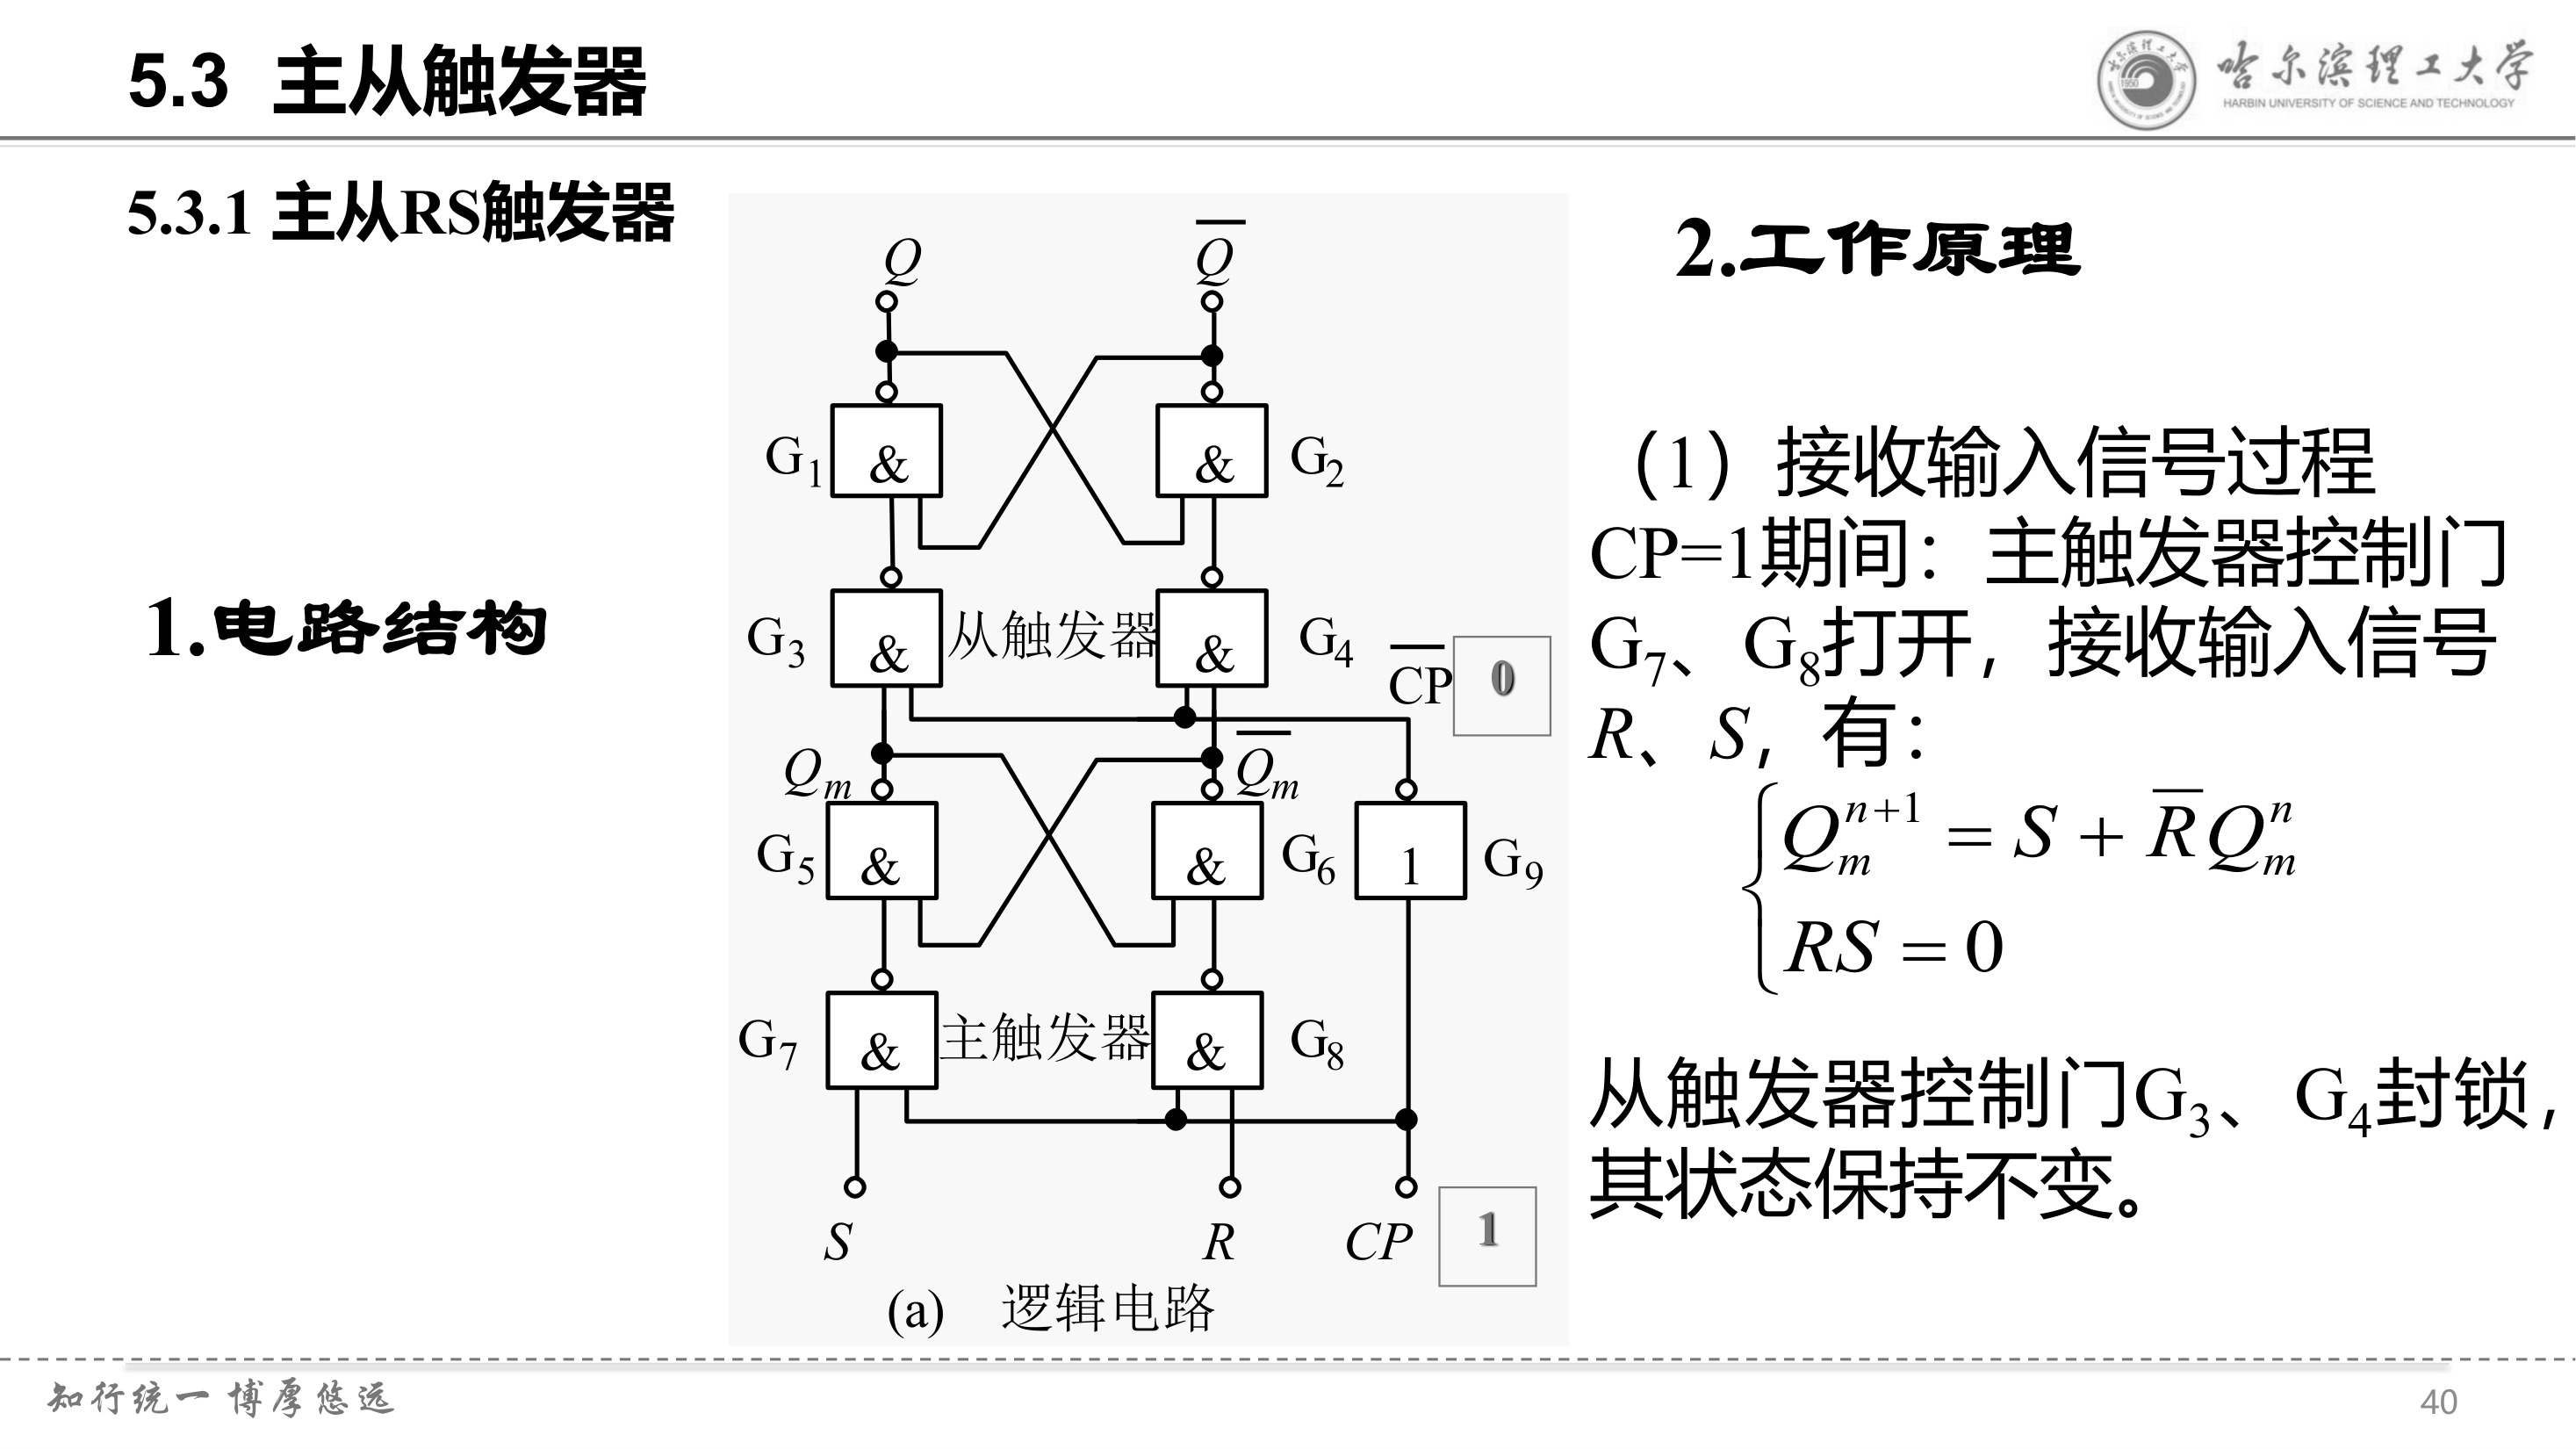 5.3 主从触发器
哈尔滨理工大学
HARBIN UNIVERSITY OF SCIENCE AND TECHNOLOGY
1950
5.3.1 主从RS触发器
1.电路结构
Q Q̅
G₁ & & G₂
G₃ & 从触发器 & G₄
C̅P̅ 0
Qₘ Q̅ₘ
G₅ & & G₆ 1 G₉
G₇ & 主触发器 & G₈
S R CP 1
(a) 逻辑电路
2.工作原理
（1）接收输入信号过程
CP=1期间：主触发器控制门
G₇、G₈打开，接收输入信号
R、S，有：
Qₘⁿ⁺¹ = S + R̅Qₘⁿ
RS = 0
从触发器控制门G₃、G₄封锁，
其状态保持不变。
知行统一 博厚悠远
40